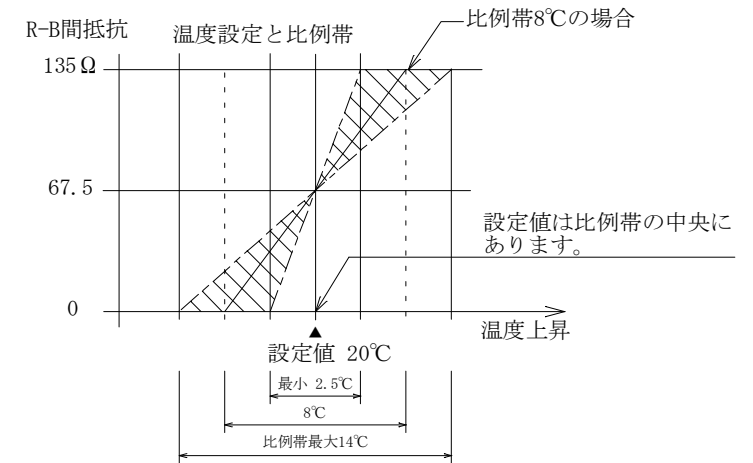 R-B間抵抗
温度設定と比例帯
比例帯8℃の場合
135Ω
67.5
設定値は比例帯の中央に
あります。
0
温度上昇
▲
設定値 20℃
最小 2.5℃
8℃
比例帯最大14℃